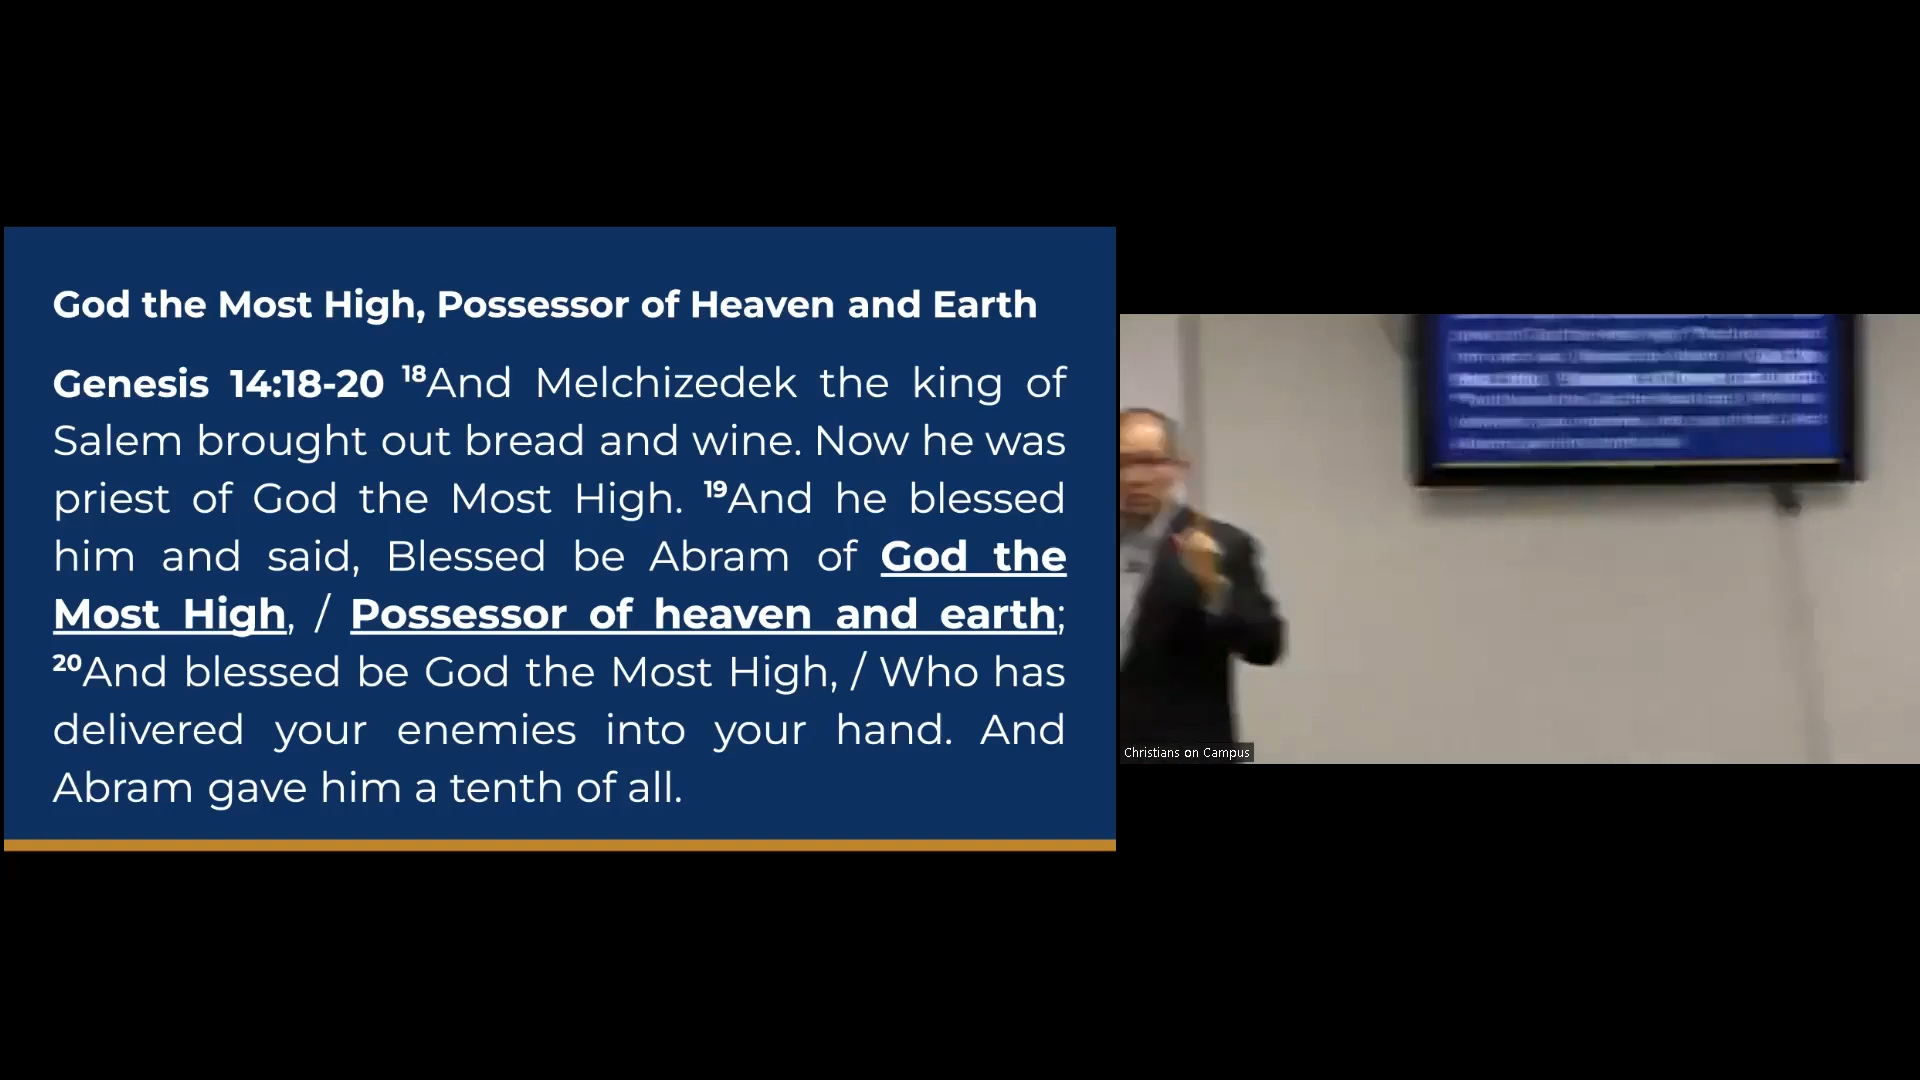 God the Most High, Possessor of Heaven and Earth
Genesis 14:18-20 ¹⁸And Melchizedek the king of
Salem brought out bread and wine. Now he was
priest of God the Most High. ¹⁹And he blessed
him and said, Blessed be Abram of God the
Most High, / Possessor of heaven and earth;
²⁰And blessed be God the Most High, / Who has
delivered your enemies into your hand. And
Abram gave him a tenth of all.
Christians on Campus